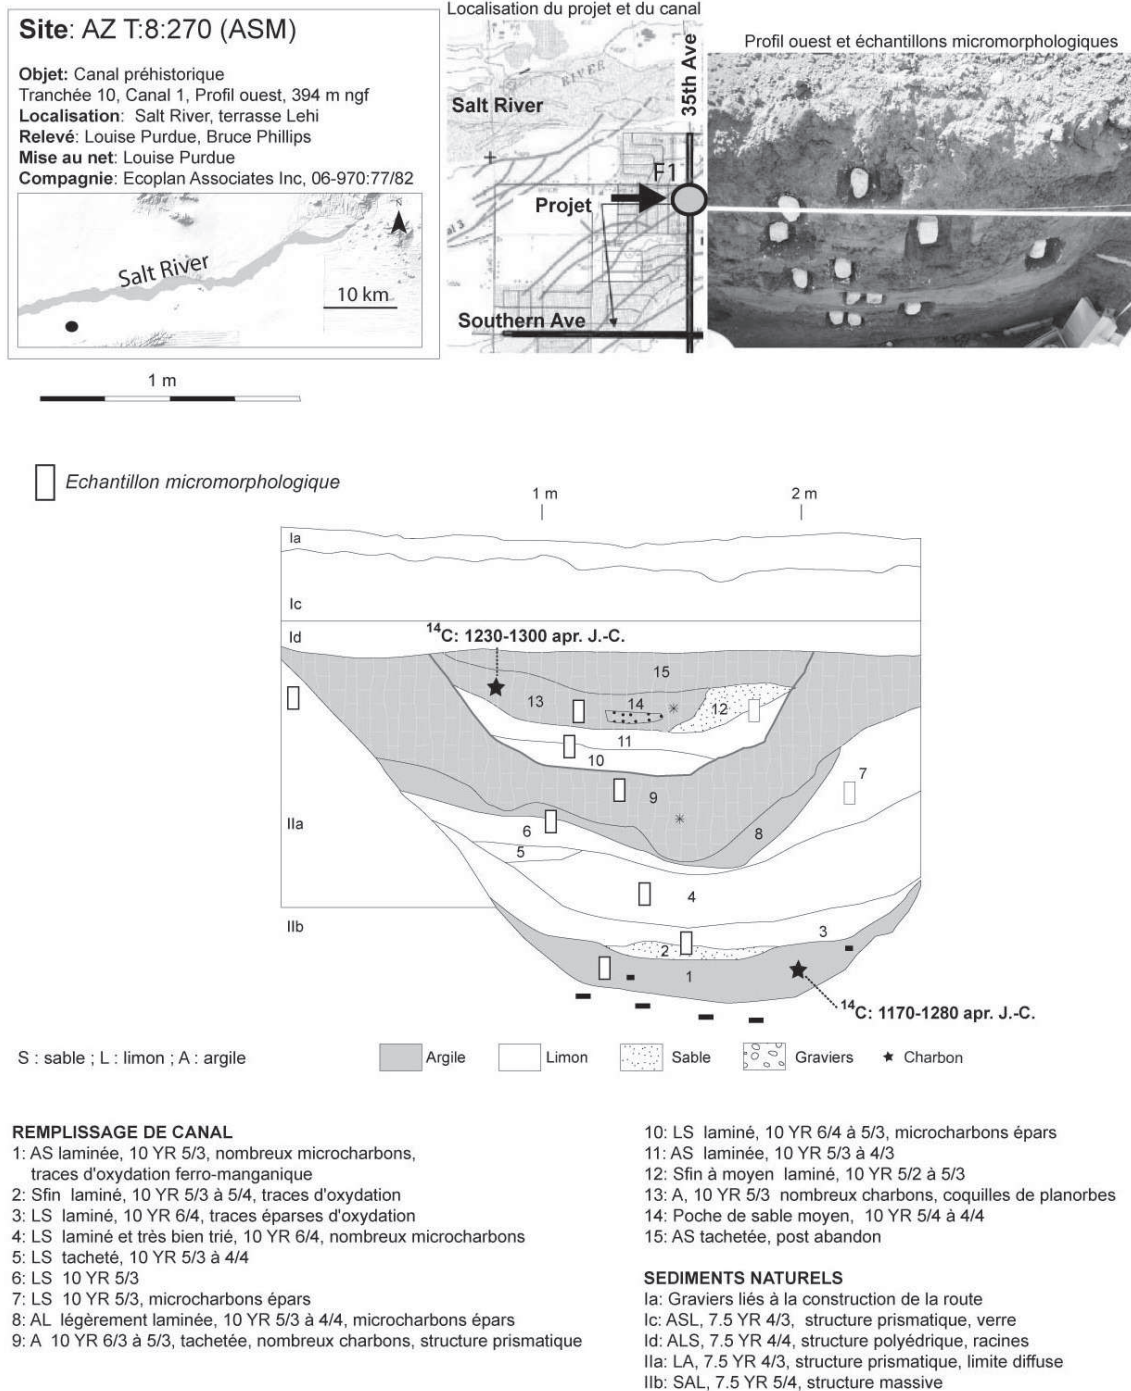 Site: AZ T:8:270 (ASM)
Objet: Canal préhistorique
Tranchée 10, Canal 1, Profil ouest, 394 m ngf
Localisation: Salt River, terrasse Lehi
Relevé: Louise Purdue, Bruce Phillips
Mise au net: Louise Purdue
Compagnie: Ecoplan Associates Inc, 06-970:77/82
Salt River
N
10 km
Localisation du projet et du canal
RIVER
Salt River
35th Ave
F1
Projet
Southern Ave
Profil ouest et échantillons micromorphologiques
1 m
Echantillon micromorphologique
1 m
2 m
Ia
Ic
Id
14C: 1230-1300 apr. J.-C.
15
13
14
12
11
10
9
7
8
IIa
6
5
4
IIb
3
2
1
14C: 1170-1280 apr. J.-C.
S : sable ; L : limon ; A : argile
Argile
Limon
Sable
Graviers
Charbon
REMPLISSAGE DE CANAL
1: AS laminée, 10 YR 5/3, nombreux microcharbons,
traces d'oxydation ferro-manganique
2: Sfin laminé, 10 YR 5/3 à 5/4, traces d'oxydation
3: LS laminé, 10 YR 6/4, traces éparses d'oxydation
4: LS laminé et très bien trié, 10 YR 6/4, nombreux microcharbons
5: LS tacheté, 10 YR 5/3 à 4/4
6: LS 10 YR 5/3
7: LS 10 YR 5/3, microcharbons épars
8: AL légèrement laminée, 10 YR 5/3 à 4/4, microcharbons épars
9: A 10 YR 6/3 à 5/3, tachetée, nombreux charbons, structure prismatique
10: LS laminé, 10 YR 6/4 à 5/3, microcharbons épars
11: AS laminée, 10 YR 5/3 à 4/3
12: Sfin à moyen laminé, 10 YR 5/2 à 5/3
13: A, 10 YR 5/3 nombreux charbons, coquilles de planorbes
14: Poche de sable moyen, 10 YR 5/4 à 4/4
15: AS tachetée, post abandon
SEDIMENTS NATURELS
Ia: Graviers liés à la construction de la route
Ic: ASL, 7.5 YR 4/3, structure prismatique, verre
Id: ALS, 7.5 YR 4/4, structure polyédrique, racines
IIa: LA, 7.5 YR 4/3, structure prismatique, limite diffuse
IIb: SAL, 7.5 YR 5/4, structure massive